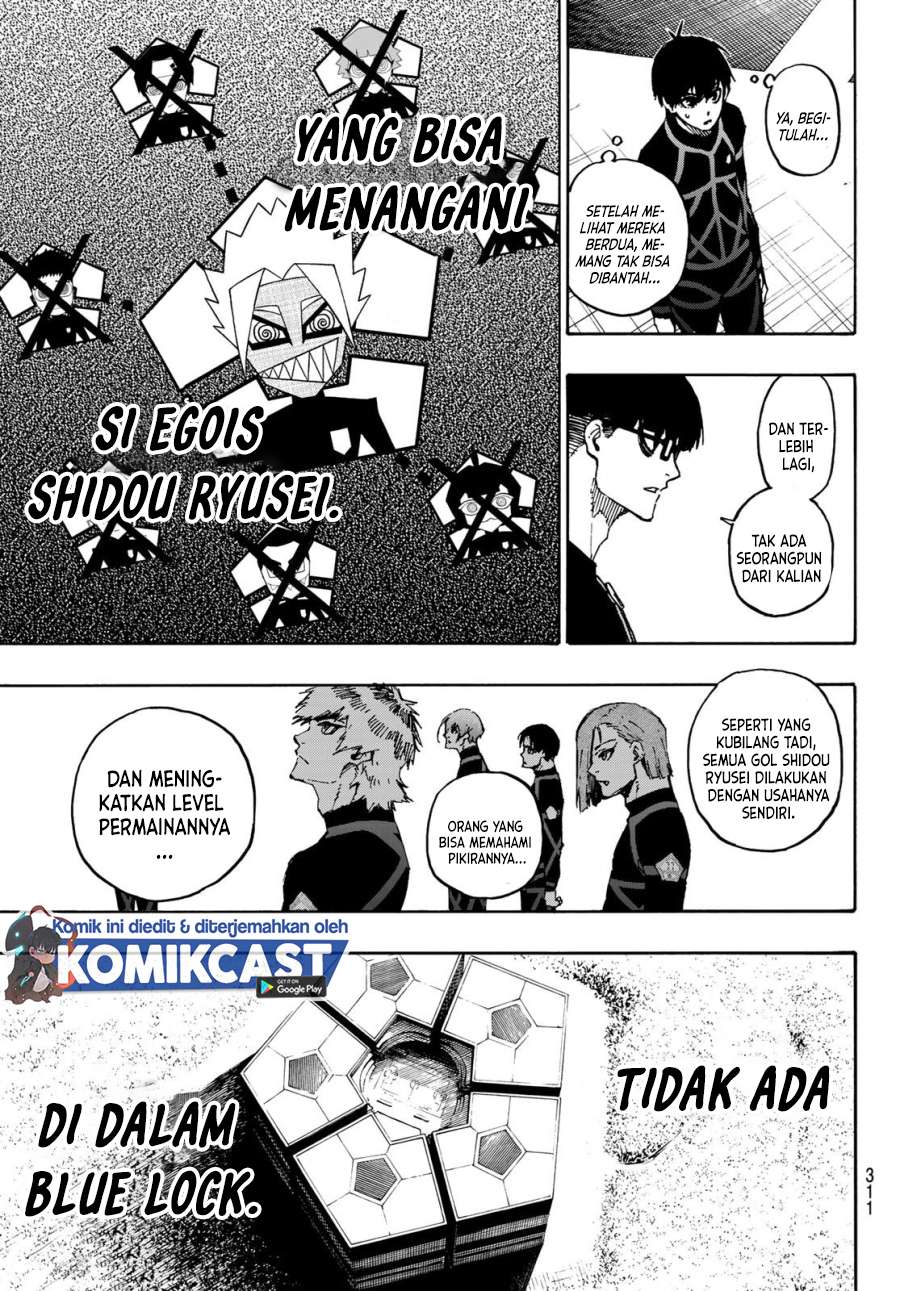 YA, BEGI-
TULAH...
SETELAH ME-
LIHAT MEREKA
BERDUA, ME-
MANG TAK BISA
DIBANTAH...
DAN TER-
LEBIH
LAGI,
TAK ADA
SEORANGPUN
DARI KALIAN
YANG BISA
MENANGANI
SI EGOIS
SHIDOU RYUSEI.
SEPERTI YANG
KUBILANG TADI,
SEMUA GOL SHIDOU
RYUSEI DILAKUKAN
DENGAN USAHANYA
SENDIRI.
ORANG YANG
BISA MEMAHAMI
PIKIRANNYA...
DAN MENING-
KATKAN LEVEL
PERMAINANNYA
...
Komik ini diedit & diterjemahkan oleh
KOMIKCAST
GET IT ON
Google Play
TIDAK ADA
DI DALAM
BLUE LOCK.
311